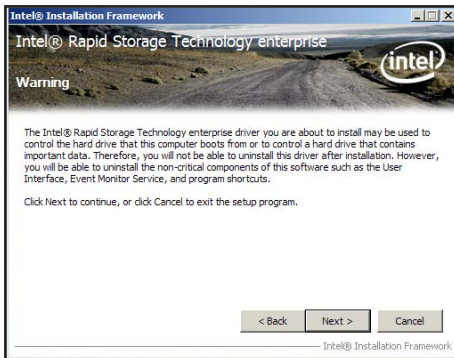 Intel® Installation Framework
Intel® Rapid Storage Technology enterprise
intel
Warning
The Intel® Rapid Storage Technology enterprise driver you are about to install may be used to
control the hard drive that this computer boots from or to control a hard drive that contains
important data. Therefore, you will not be able to uninstall this driver after installation. However,
you will be able to uninstall the non-critical components of this software such as the User
Interface, Event Monitor Service, and program shortcuts.
Click Next to continue, or click Cancel to exit the setup program.
< Back Next > Cancel
Intel® Installation Framework